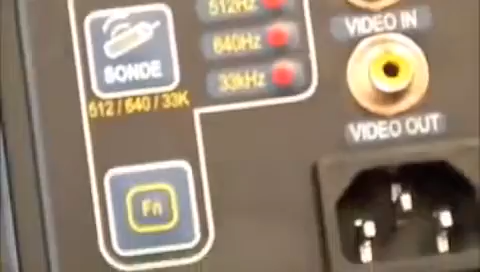 512Hz
640Hz
33kHz
SONDE
512 / 640 / 33K
Fn
VIDEO IN
VIDEO OUT